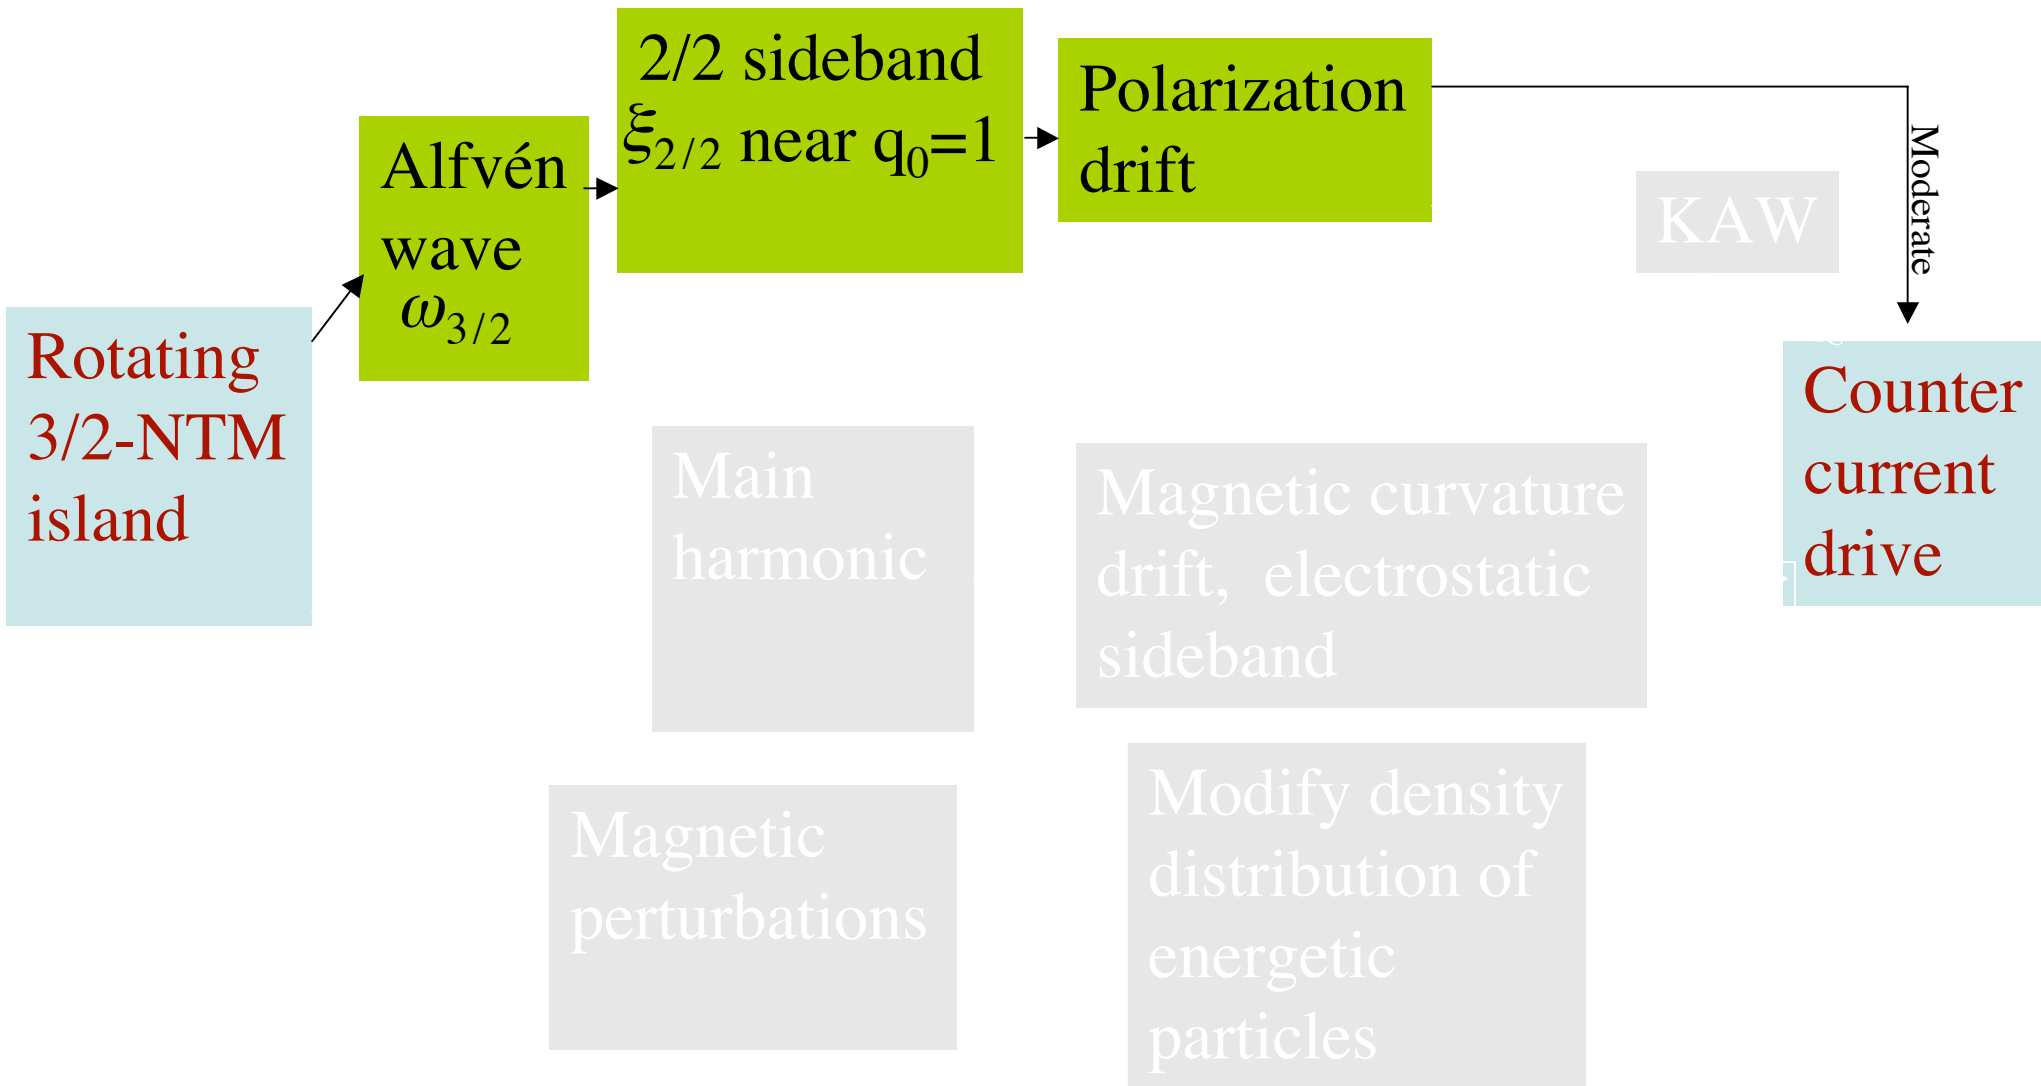 Rotating
3/2-NTM
island
Alfvén
wave
ω3/2
2/2 sideband
ξ2/2 near q0=1
Polarization
drift
Moderate
KAW
Counter
current
drive
Main
harmonic
Magnetic curvature
drift, electrostatic
sideband
Magnetic
perturbations
Modify density
distribution of
energetic
particles